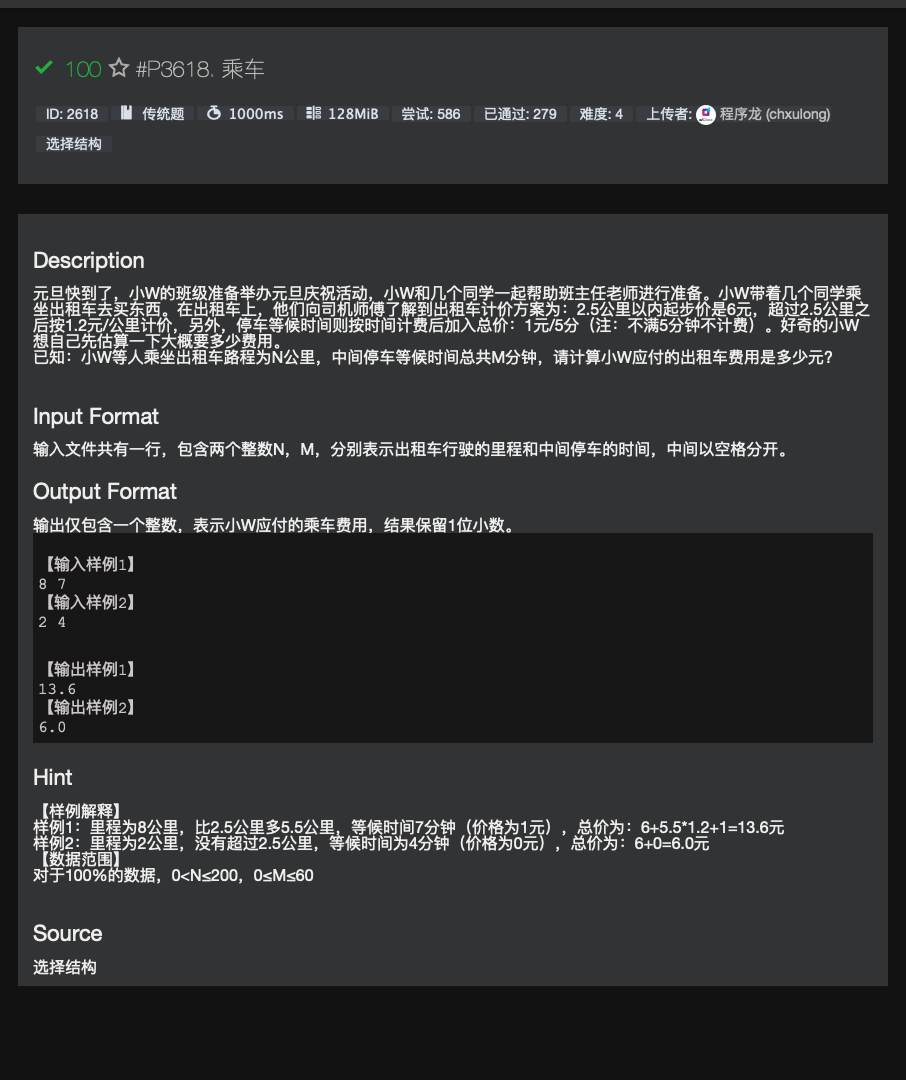 100 #P3618. 乘车
ID: 2618 传统题 1000ms 128MiB 尝试: 586 已通过: 279 难度: 4 上传者: 程序龙 (chxulong)
选择结构
Description
元旦快到了，小W的班级准备举办元旦庆祝活动，小W和几个同学一起帮助班主任老师进行准备。小W带着几个同学乘
坐出租车去买东西。在出租车上，他们向司机师傅了解到出租车计价方案为：2.5公里以内起步价是6元，超过2.5公里之
后按1.2元/公里计价，另外，停车等候时间则按时间计费后加入总价：1元/5分（注：不满5分钟不计费）。好奇的小W
想自己先估算一下大概要多少费用。
已知：小W等人乘坐出租车路程为N公里，中间停车等候时间总共M分钟，请计算小W应付的出租车费用是多少元?
Input Format
输入文件共有一行，包含两个整数N，M，分别表示出租车行驶的里程和中间停车的时间，中间以空格分开。
Output Format
输出仅包含一个整数，表示小W应付的乘车费用，结果保留1位小数。
【输入样例1】
8 7
【输入样例2】
2 4
【输出样例1】
13.6
【输出样例2】
6.0
Hint
【样例解释】
样例1：里程为8公里，比2.5公里多5.5公里，等候时间7分钟（价格为1元），总价为：6+5.5*1.2+1=13.6元
样例2：里程为2公里，没有超过2.5公里，等候时间为4分钟（价格为0元），总价为：6+0=6.0元
【数据范围】
对于100%的数据，0<N≤200，0≤M≤60
Source
选择结构